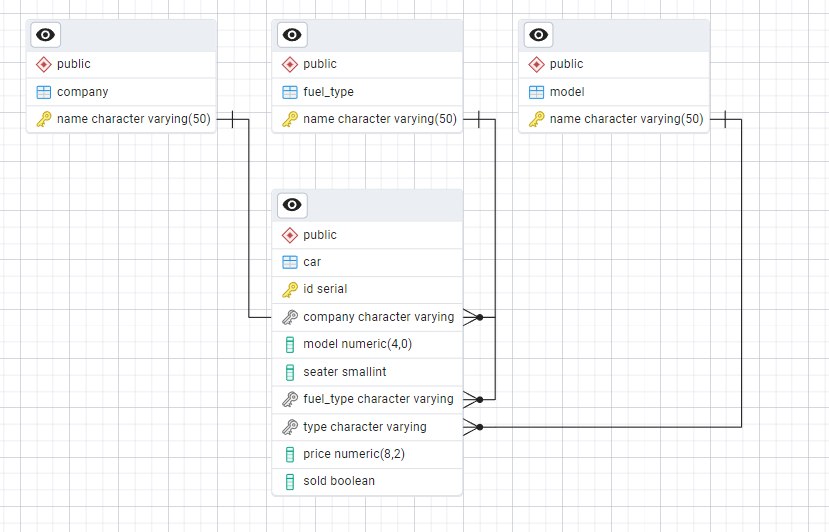 public
company
name character varying(50)
public
fuel_type
name character varying(50)
public
model
name character varying(50)
public
car
id serial
company character varying
model numeric(4,0)
seater smallint
fuel_type character varying
type character varying
price numeric(8,2)
sold boolean